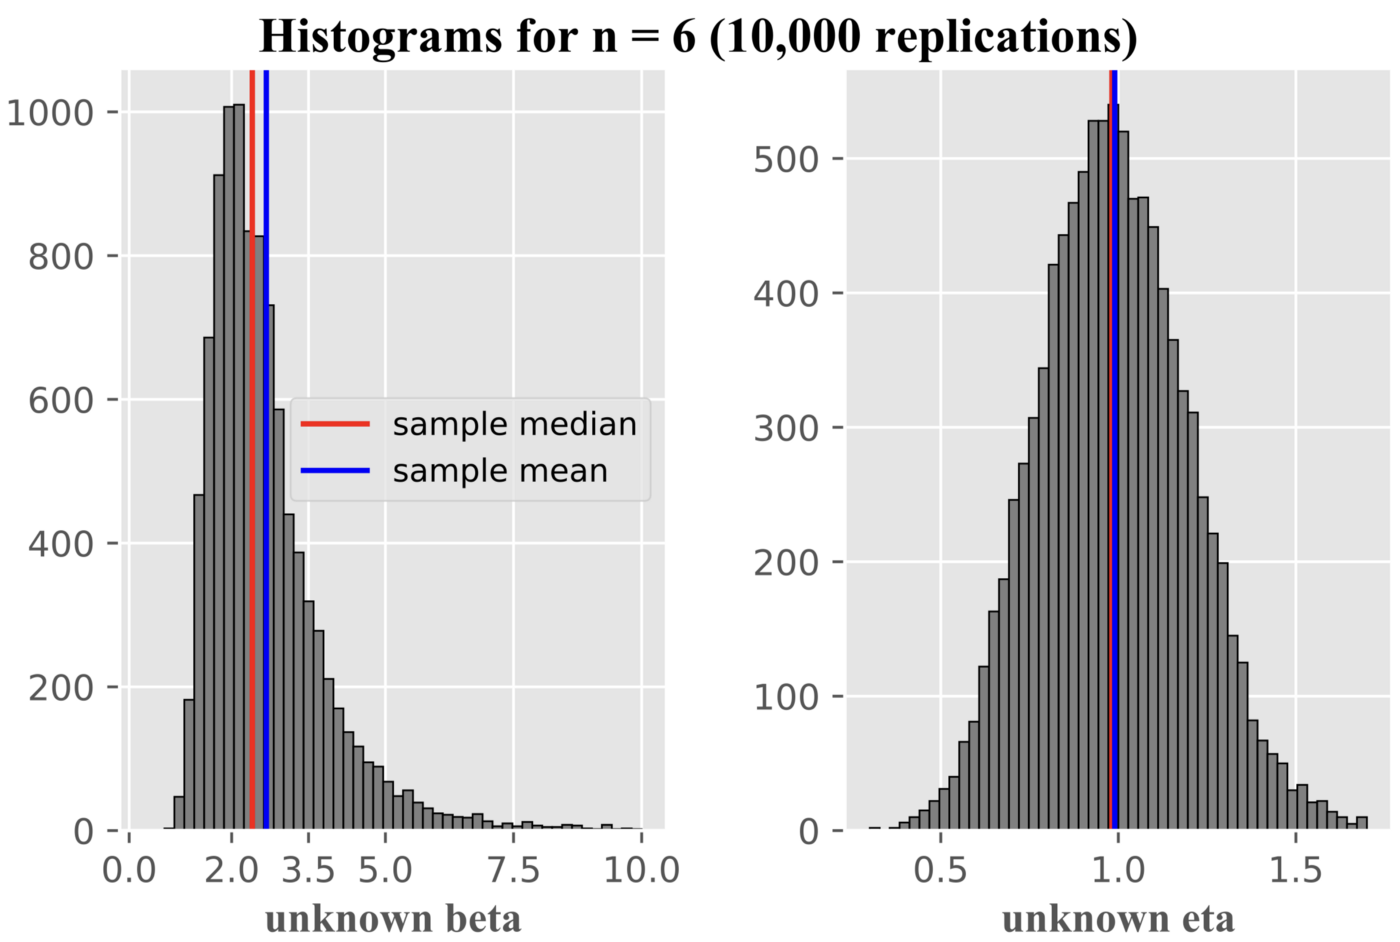 Histograms for n = 6 (10,000 replications)
1000
800
600
400
200
0
sample median
sample mean
0.0 2.0 3.5 5.0 7.5 10.0
unknown beta
500
400
300
200
100
0
0.5 1.0 1.5
unknown eta